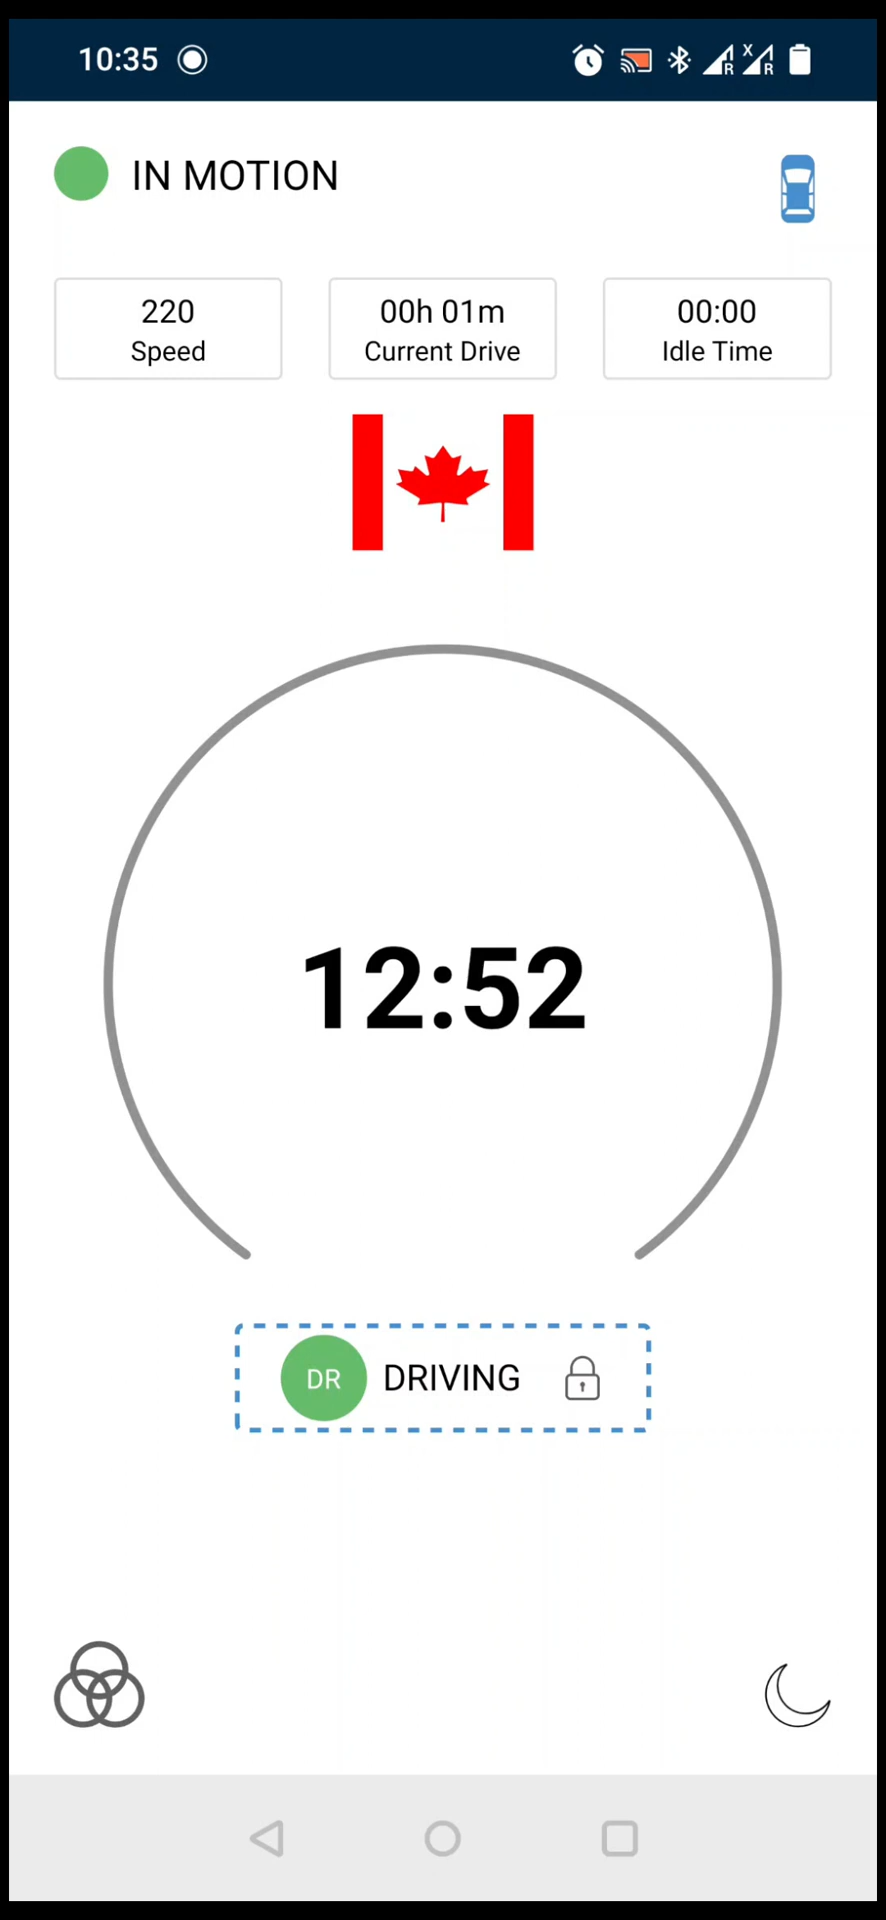 10:35
R
X
R
IN MOTION
220
Speed
00h 01m
Current Drive
00:00
Idle Time
12:52
DR
DRIVING